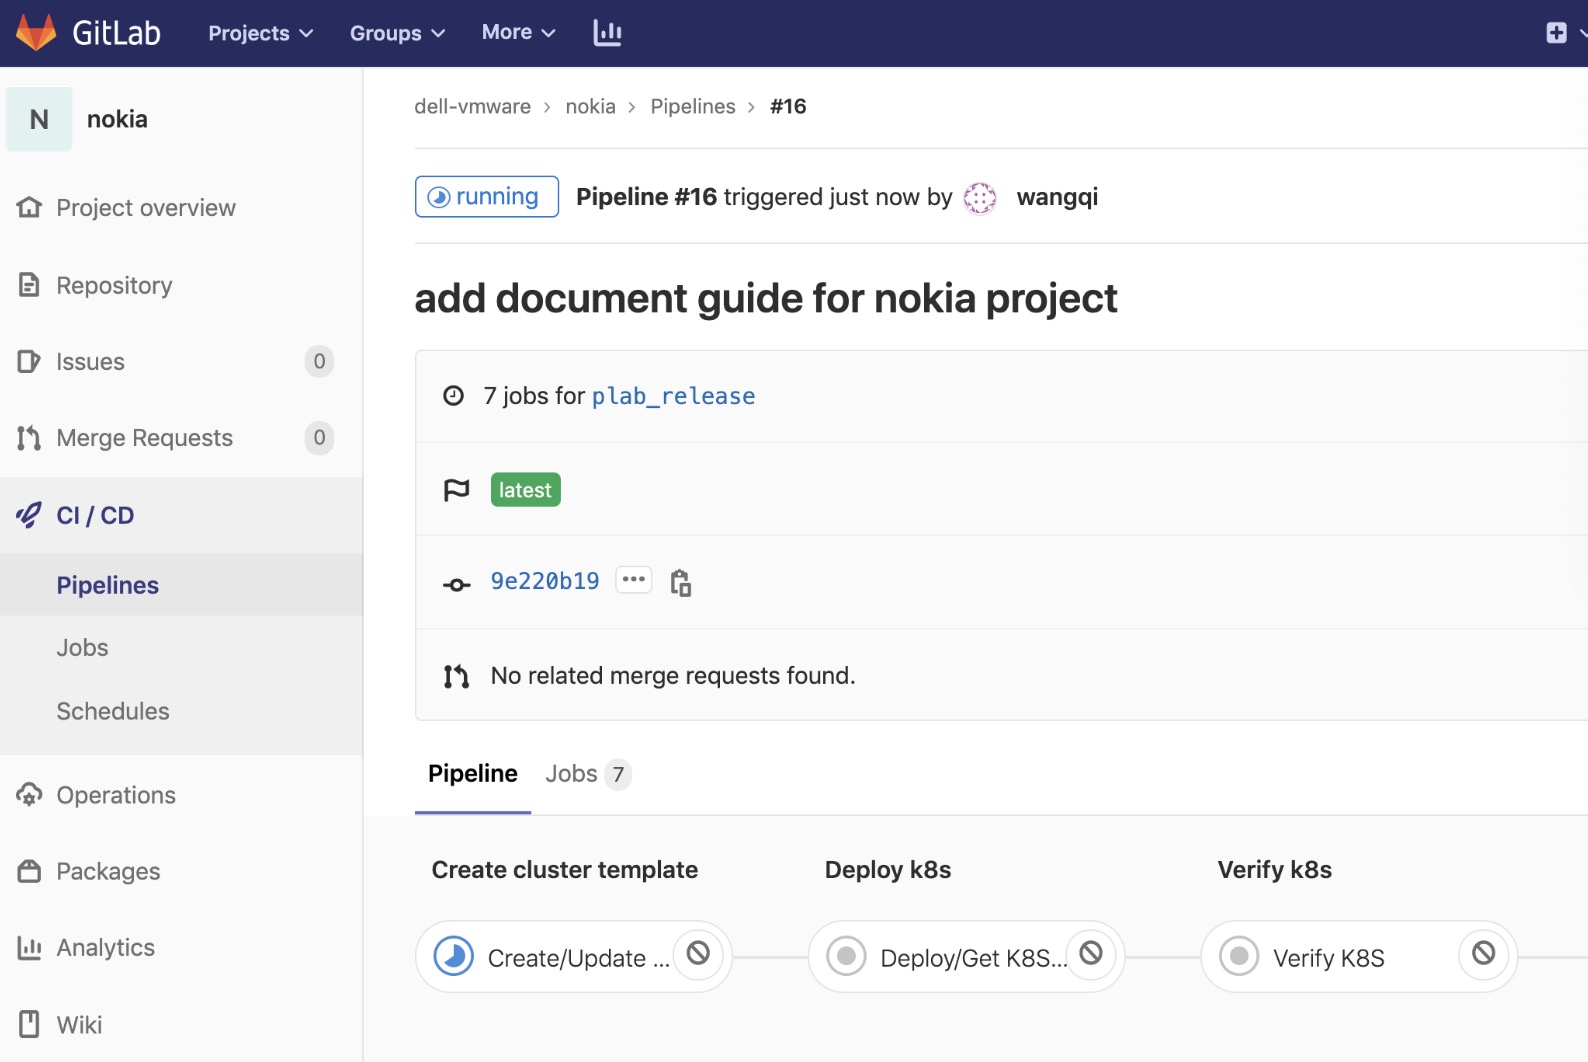 GitLab Projects Groups More
N nokia
Project overview
Repository
Issues 0
Merge Requests 0
CI / CD
Pipelines
Jobs
Schedules
Operations
Packages
Analytics
Wiki
dell-vmware › nokia › Pipelines › #16
running Pipeline #16 triggered just now by wangqi
add document guide for nokia project
7 jobs for plab_release
latest
9e220b19 •••
No related merge requests found.
Pipeline Jobs 7
Create cluster template Deploy k8s Verify k8s
Create/Update ... Deploy/Get K8S... Verify K8S